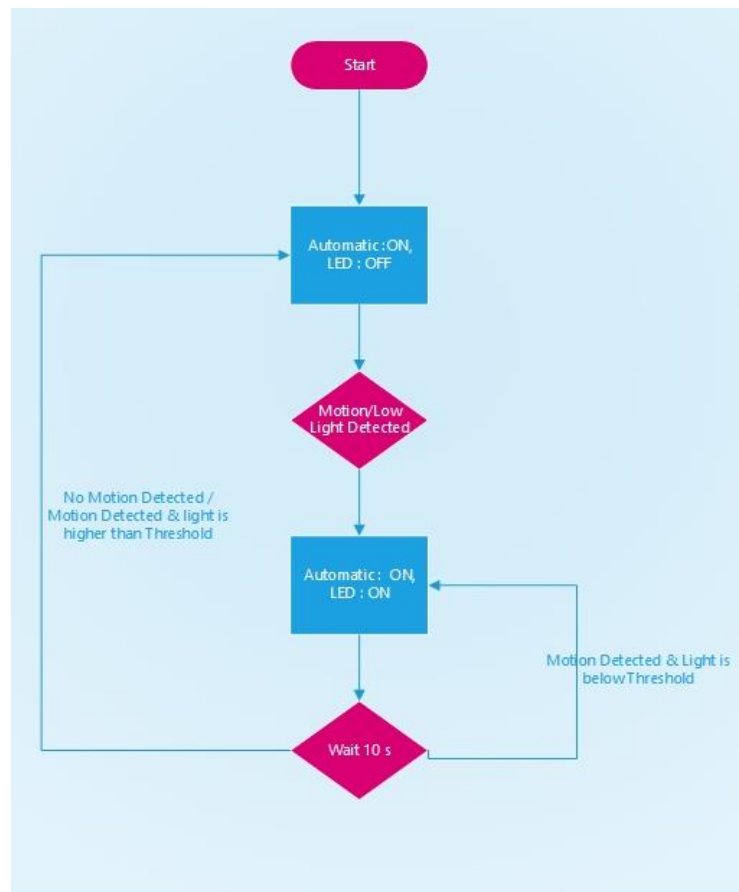 Start
Automatic:ON,
LED : OFF
Motion/Low
Light Detected
No Motion Detected /
Motion Detected & light is
higher than Threshold
Automatic: ON,
LED : ON
Motion Detected & Light is
below Threshold
Wait 10 s